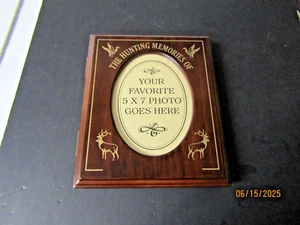 THE HUNTING MEMORIES OF
YOUR
FAVORITE
5 X 7 PHOTO
GOES HERE
06/15/2025